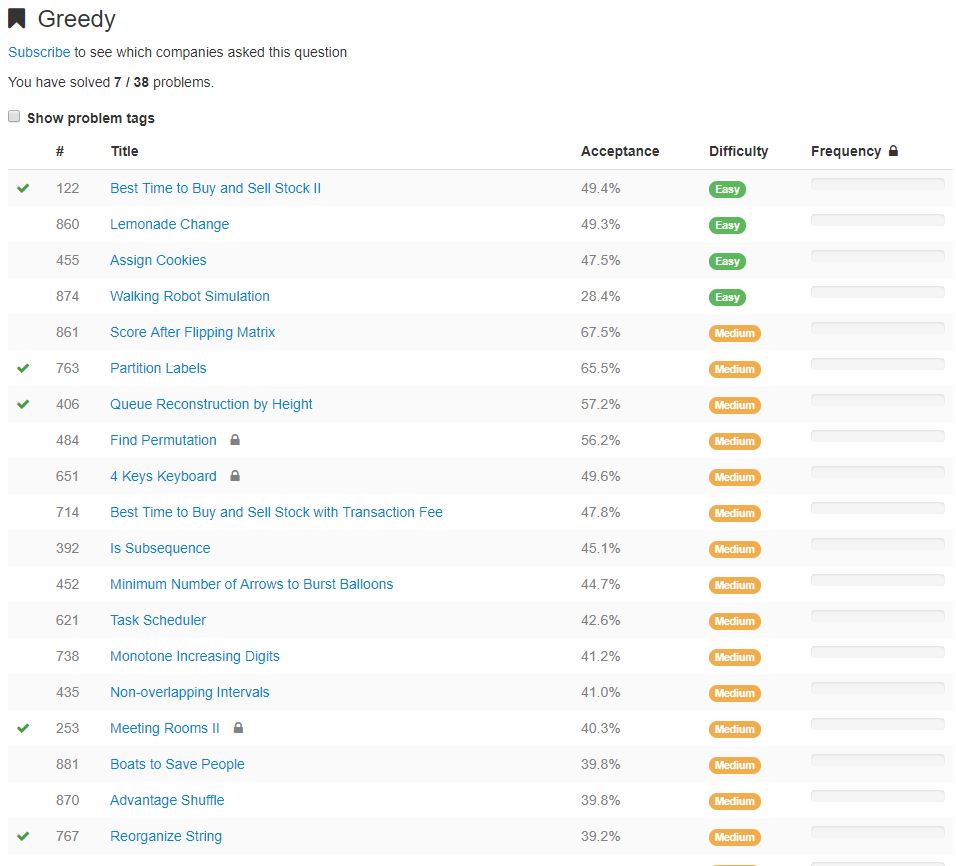 Greedy
Subscribe to see which companies asked this question
You have solved 7 / 38 problems.
Show problem tags
# Title Acceptance Difficulty Frequency
122 Best Time to Buy and Sell Stock II 49.4% Easy
860 Lemonade Change 49.3% Easy
455 Assign Cookies 47.5% Easy
874 Walking Robot Simulation 28.4% Easy
861 Score After Flipping Matrix 67.5% Medium
763 Partition Labels 65.5% Medium
406 Queue Reconstruction by Height 57.2% Medium
484 Find Permutation 56.2% Medium
651 4 Keys Keyboard 49.6% Medium
714 Best Time to Buy and Sell Stock with Transaction Fee 47.8% Medium
392 Is Subsequence 45.1% Medium
452 Minimum Number of Arrows to Burst Balloons 44.7% Medium
621 Task Scheduler 42.6% Medium
738 Monotone Increasing Digits 41.2% Medium
435 Non-overlapping Intervals 41.0% Medium
253 Meeting Rooms II 40.3% Medium
881 Boats to Save People 39.8% Medium
870 Advantage Shuffle 39.8% Medium
767 Reorganize String 39.2% Medium